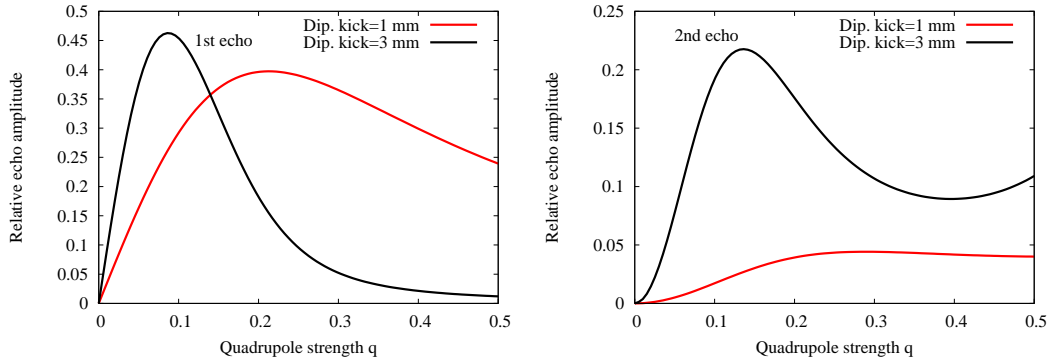 0.5
0.45
0.4
0.35
0.3
0.25
0.2
0.15
0.1
0.05
0
0 0.1 0.2 0.3 0.4 0.5
Relative echo amplitude
Quadrupole strength q
1st echo
Dip. kick=1 mm
Dip. kick=3 mm
0.25
0.2
0.15
0.1
0.05
0
0 0.1 0.2 0.3 0.4 0.5
Relative echo amplitude
Quadrupole strength q
2nd echo
Dip. kick=1 mm
Dip. kick=3 mm